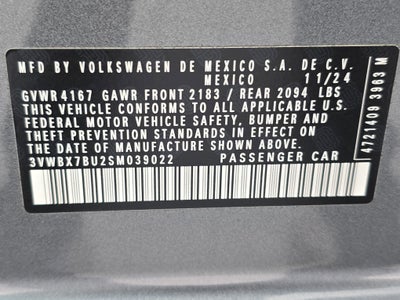 MFD BY VOLKSWAGEN DE MEXICO S.A. DE C.V.
MEXICO 11/24
GVWR 4167 GAWR FRONT 2183 / REAR 2094 LBS
THIS VEHICLE CONFORMS TO ALL APPLICABLE U.S.
FEDERAL MOTOR VEHICLE SAFETY, BUMPER AND
THEFT PREVENTION STANDARDS IN EFFECT ON THE
DATE OF MANUFACTURE SHOWN ABOVE
3VWBX7BU2SM039022 PASSENGER CAR
4721409 3963 M